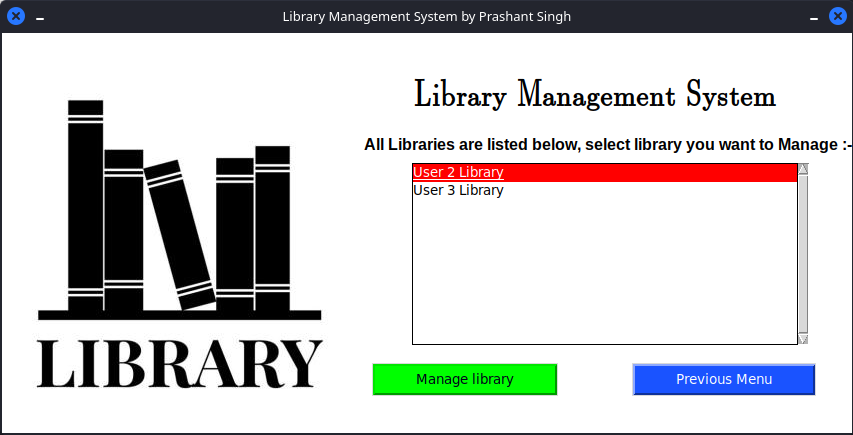 Library Management System by Prashant Singh
LIBRARY
Library Management System
All Libraries are listed below, select library you want to Manage :-
User 2 Library
User 3 Library
Manage library
Previous Menu